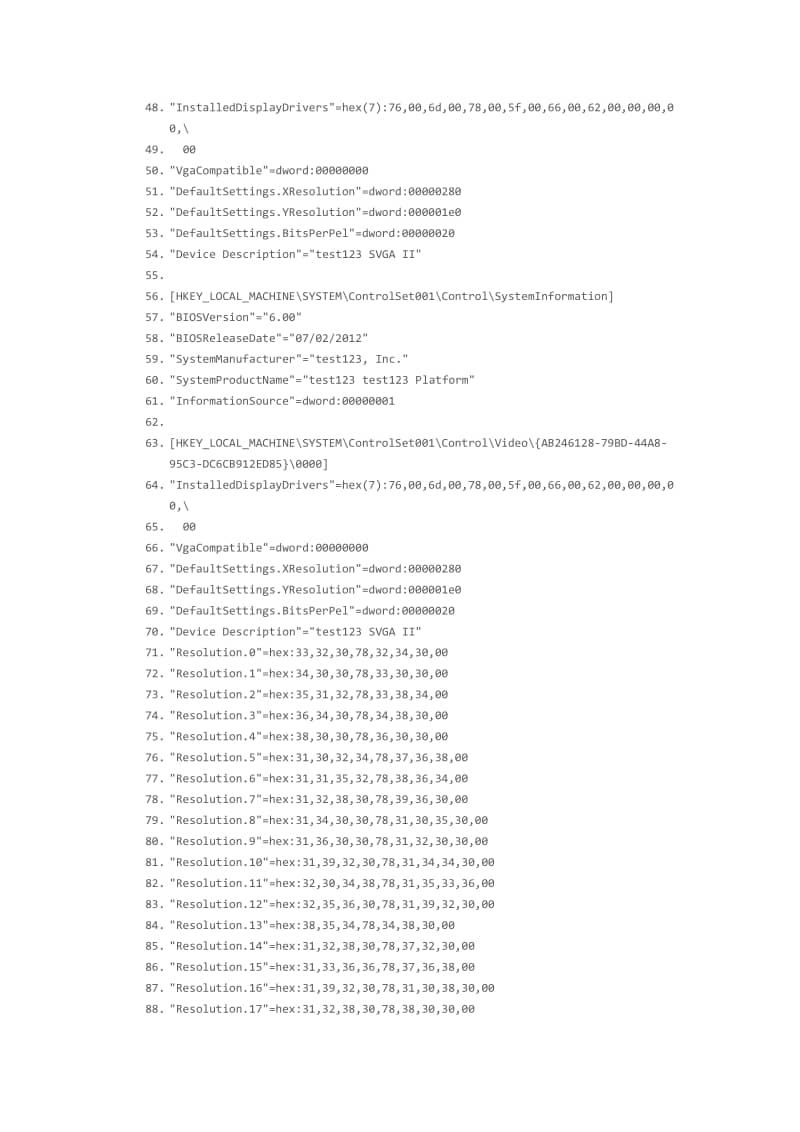 48. "InstalledDisplayDrivers"=hex(7):76,00,6d,00,78,00,5f,00,66,00,62,00,00,00,0
0,\
49.   00
50. "VgaCompatible"=dword:00000000
51. "DefaultSettings.XResolution"=dword:00000280
52. "DefaultSettings.YResolution"=dword:000001e0
53. "DefaultSettings.BitsPerPel"=dword:00000020
54. "Device Description"="test123 SVGA II"
55.
56. [HKEY_LOCAL_MACHINE\SYSTEM\ControlSet001\Control\SystemInformation]
57. "BIOSVersion"="6.00"
58. "BIOSReleaseDate"="07/02/2012"
59. "SystemManufacturer"="test123, Inc."
60. "SystemProductName"="test123 test123 Platform"
61. "InformationSource"=dword:00000001
62.
63. [HKEY_LOCAL_MACHINE\SYSTEM\ControlSet001\Control\Video\{AB246128-79BD-44A8-
95C3-DC6CB912ED85}\0000]
64. "InstalledDisplayDrivers"=hex(7):76,00,6d,00,78,00,5f,00,66,00,62,00,00,00,0
0,\
65.   00
66. "VgaCompatible"=dword:00000000
67. "DefaultSettings.XResolution"=dword:00000280
68. "DefaultSettings.YResolution"=dword:000001e0
69. "DefaultSettings.BitsPerPel"=dword:00000020
70. "Device Description"="test123 SVGA II"
71. "Resolution.0"=hex:33,32,30,78,32,34,30,00
72. "Resolution.1"=hex:34,30,30,78,33,30,30,00
73. "Resolution.2"=hex:35,31,32,78,33,38,34,00
74. "Resolution.3"=hex:36,34,30,78,34,38,30,00
75. "Resolution.4"=hex:38,30,30,78,36,30,30,00
76. "Resolution.5"=hex:31,30,32,34,78,37,36,38,00
77. "Resolution.6"=hex:31,31,35,32,78,38,36,34,00
78. "Resolution.7"=hex:31,32,38,30,78,39,36,30,00
79. "Resolution.8"=hex:31,34,30,30,78,31,30,35,30,00
80. "Resolution.9"=hex:31,36,30,30,78,31,32,30,30,00
81. "Resolution.10"=hex:31,39,32,30,78,31,34,34,30,00
82. "Resolution.11"=hex:32,30,34,38,78,31,35,33,36,00
83. "Resolution.12"=hex:32,35,36,30,78,31,39,32,30,00
84. "Resolution.13"=hex:38,35,34,78,34,38,30,00
85. "Resolution.14"=hex:31,32,38,30,78,37,32,30,00
86. "Resolution.15"=hex:31,33,36,36,78,37,36,38,00
87. "Resolution.16"=hex:31,39,32,30,78,31,30,38,30,00
88. "Resolution.17"=hex:31,32,38,30,78,38,30,30,00